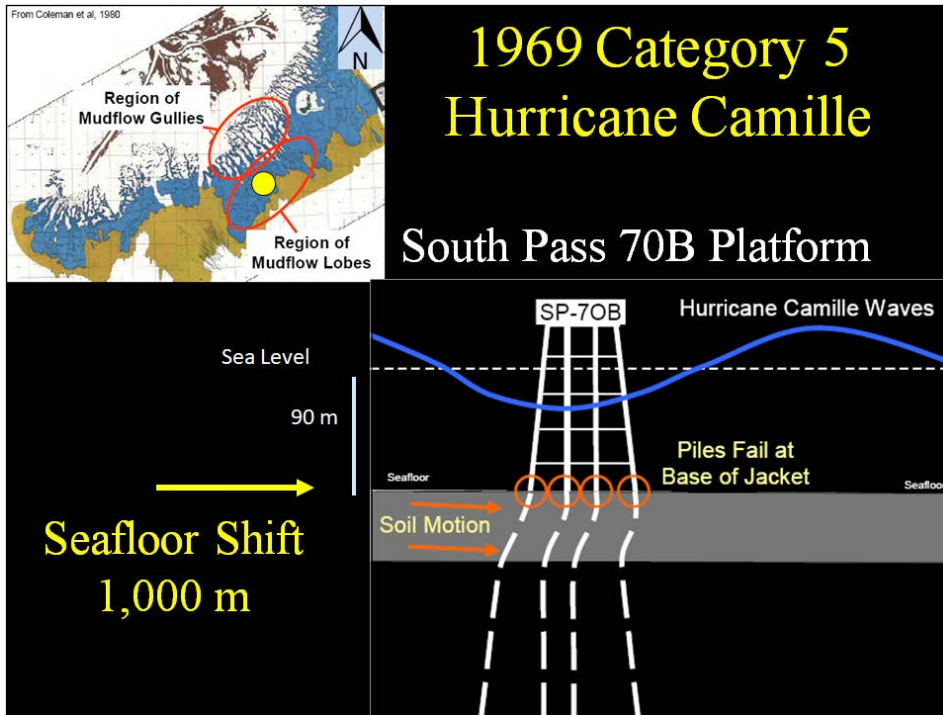 From Coleman et al, 1980
N
Region of
Mudflow Gullies
Region of
Mudflow Lobes
1969 Category 5
Hurricane Camille
South Pass 70B Platform
SP-7OB
Hurricane Camille Waves
Sea Level
90 m
Piles Fail at
Base of Jacket
Seafloor
Seafloor
Soil Motion
Seafloor Shift
1,000 m